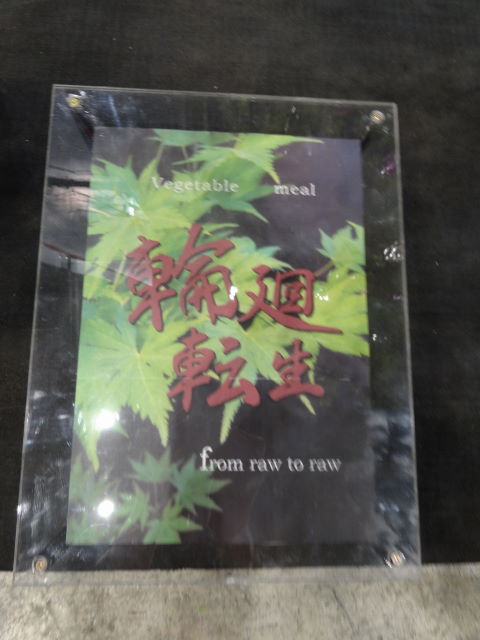 Vegetable meal
輪廻
転生
from raw to raw